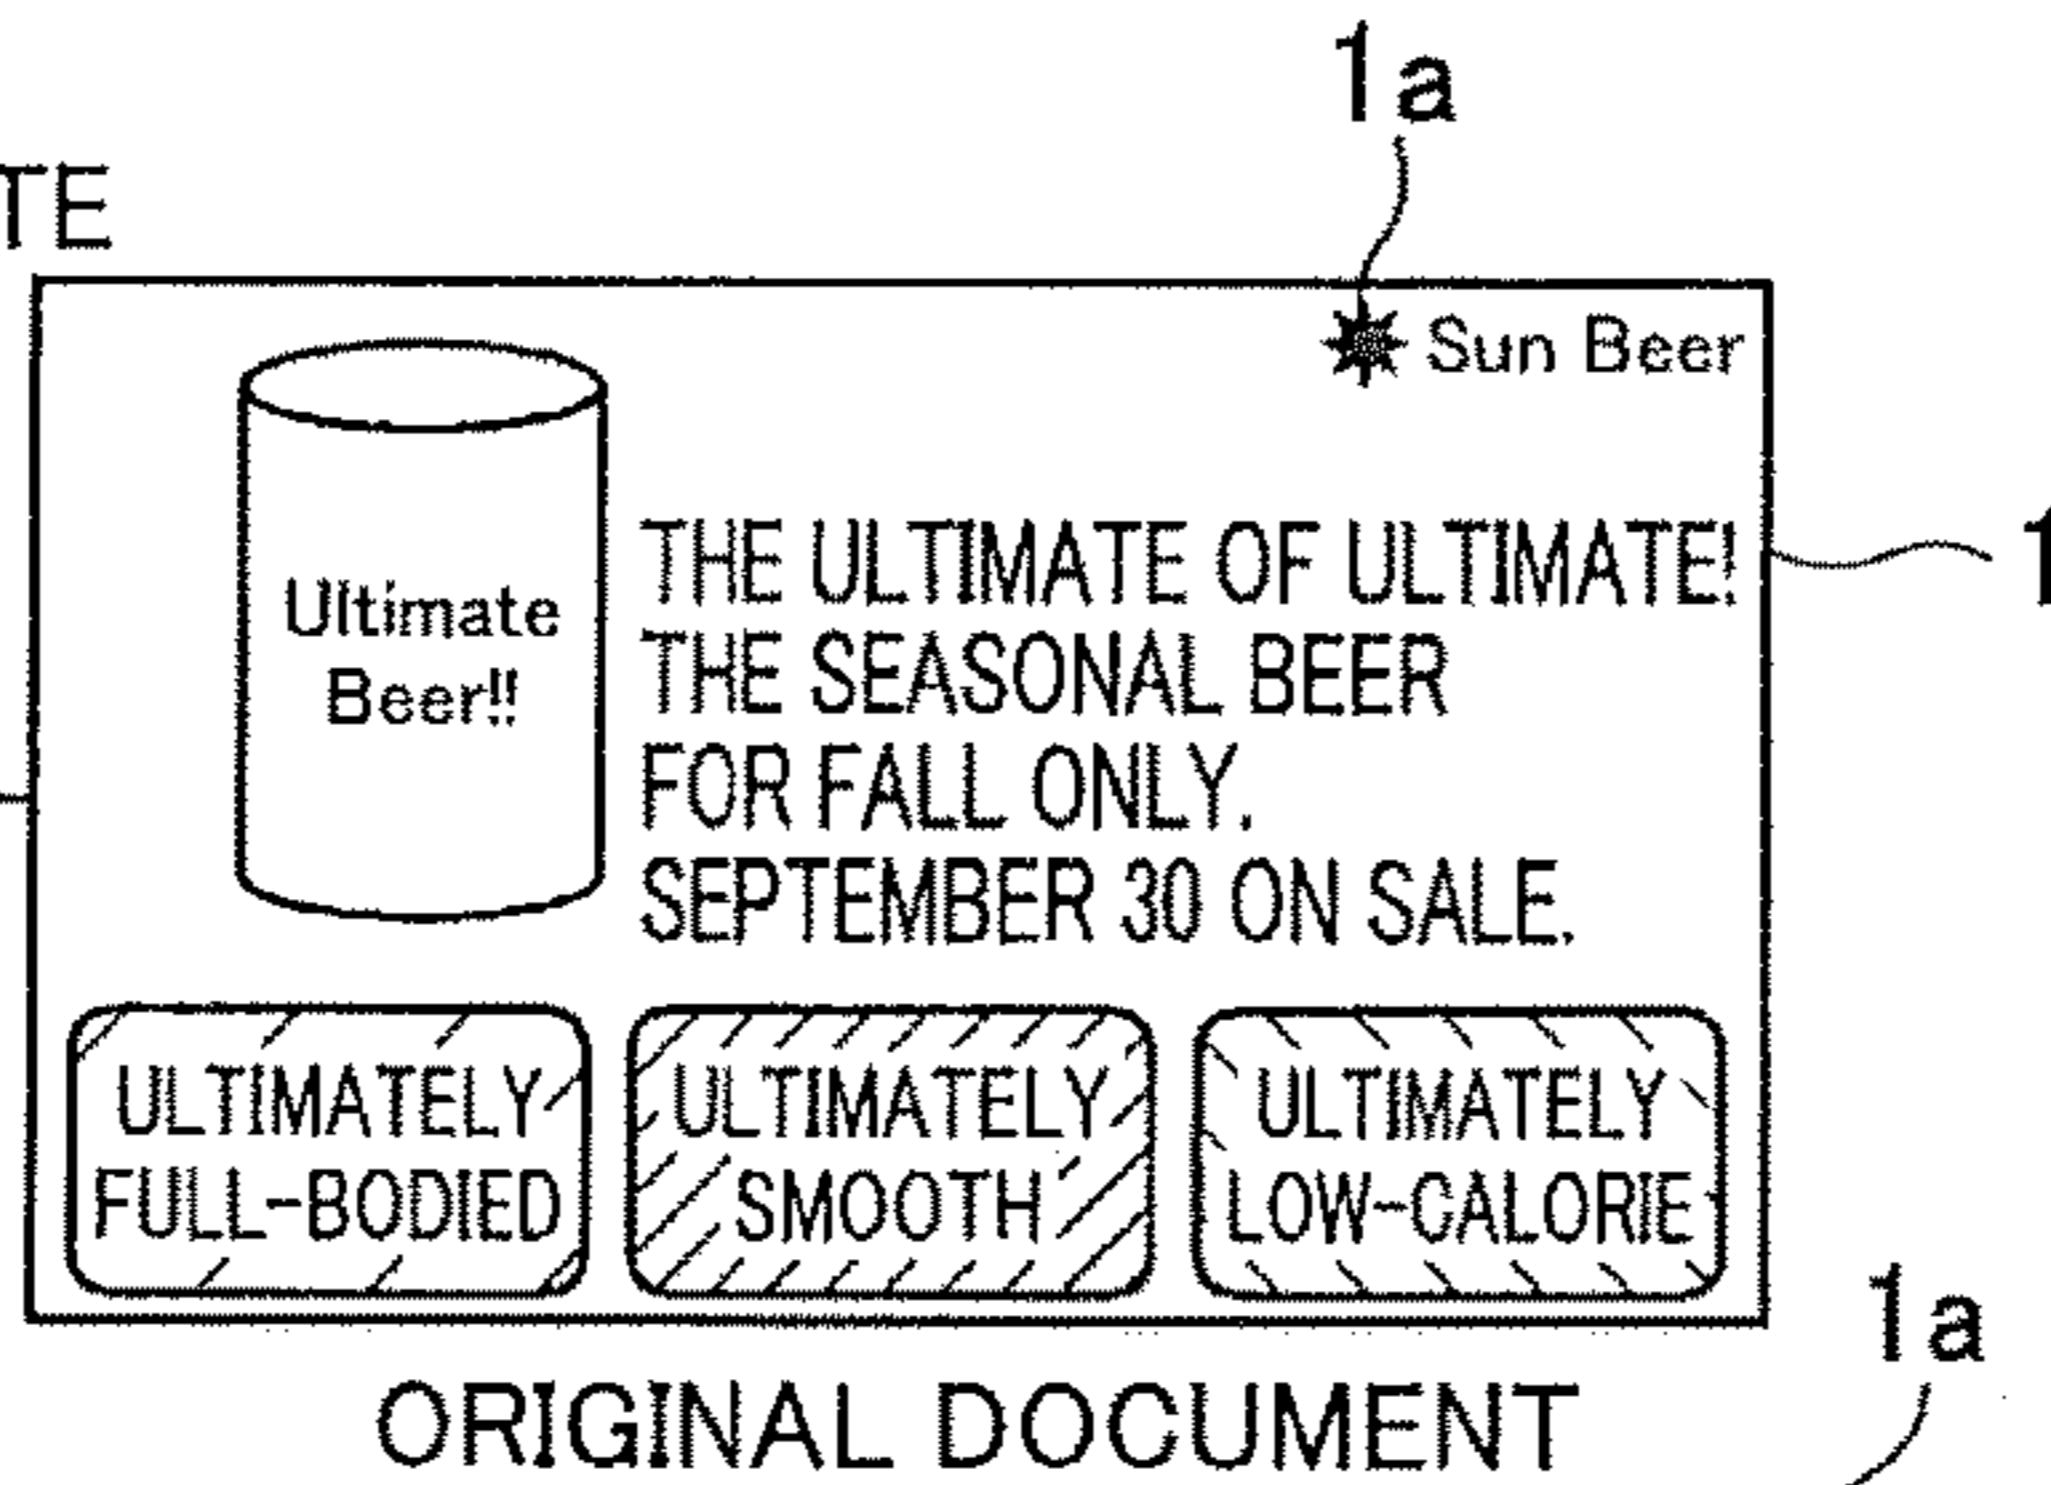 1a
TE
Sun Beer
Ultimate
Beer!!
THE ULTIMATE OF ULTIMATE!
THE SEASONAL BEER
FOR FALL ONLY.
SEPTEMBER 30 ON SALE.
1
ULTIMATELY
FULL-BODIED
ULTIMATELY
SMOOTH
ULTIMATELY
LOW-CALORIE
1a
ORIGINAL DOCUMENT